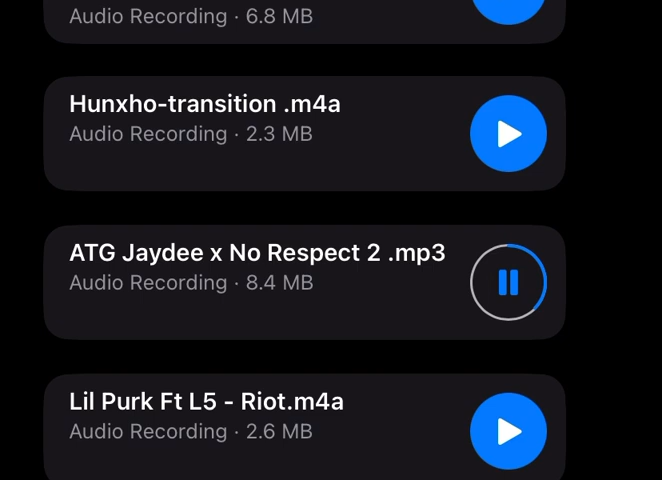 Audio Recording · 6.8 MB
Hunxho-transition .m4a
Audio Recording · 2.3 MB
ATG Jaydee x No Respect 2 .mp3
Audio Recording · 8.4 MB
Lil Purk Ft L5 - Riot.m4a
Audio Recording · 2.6 MB